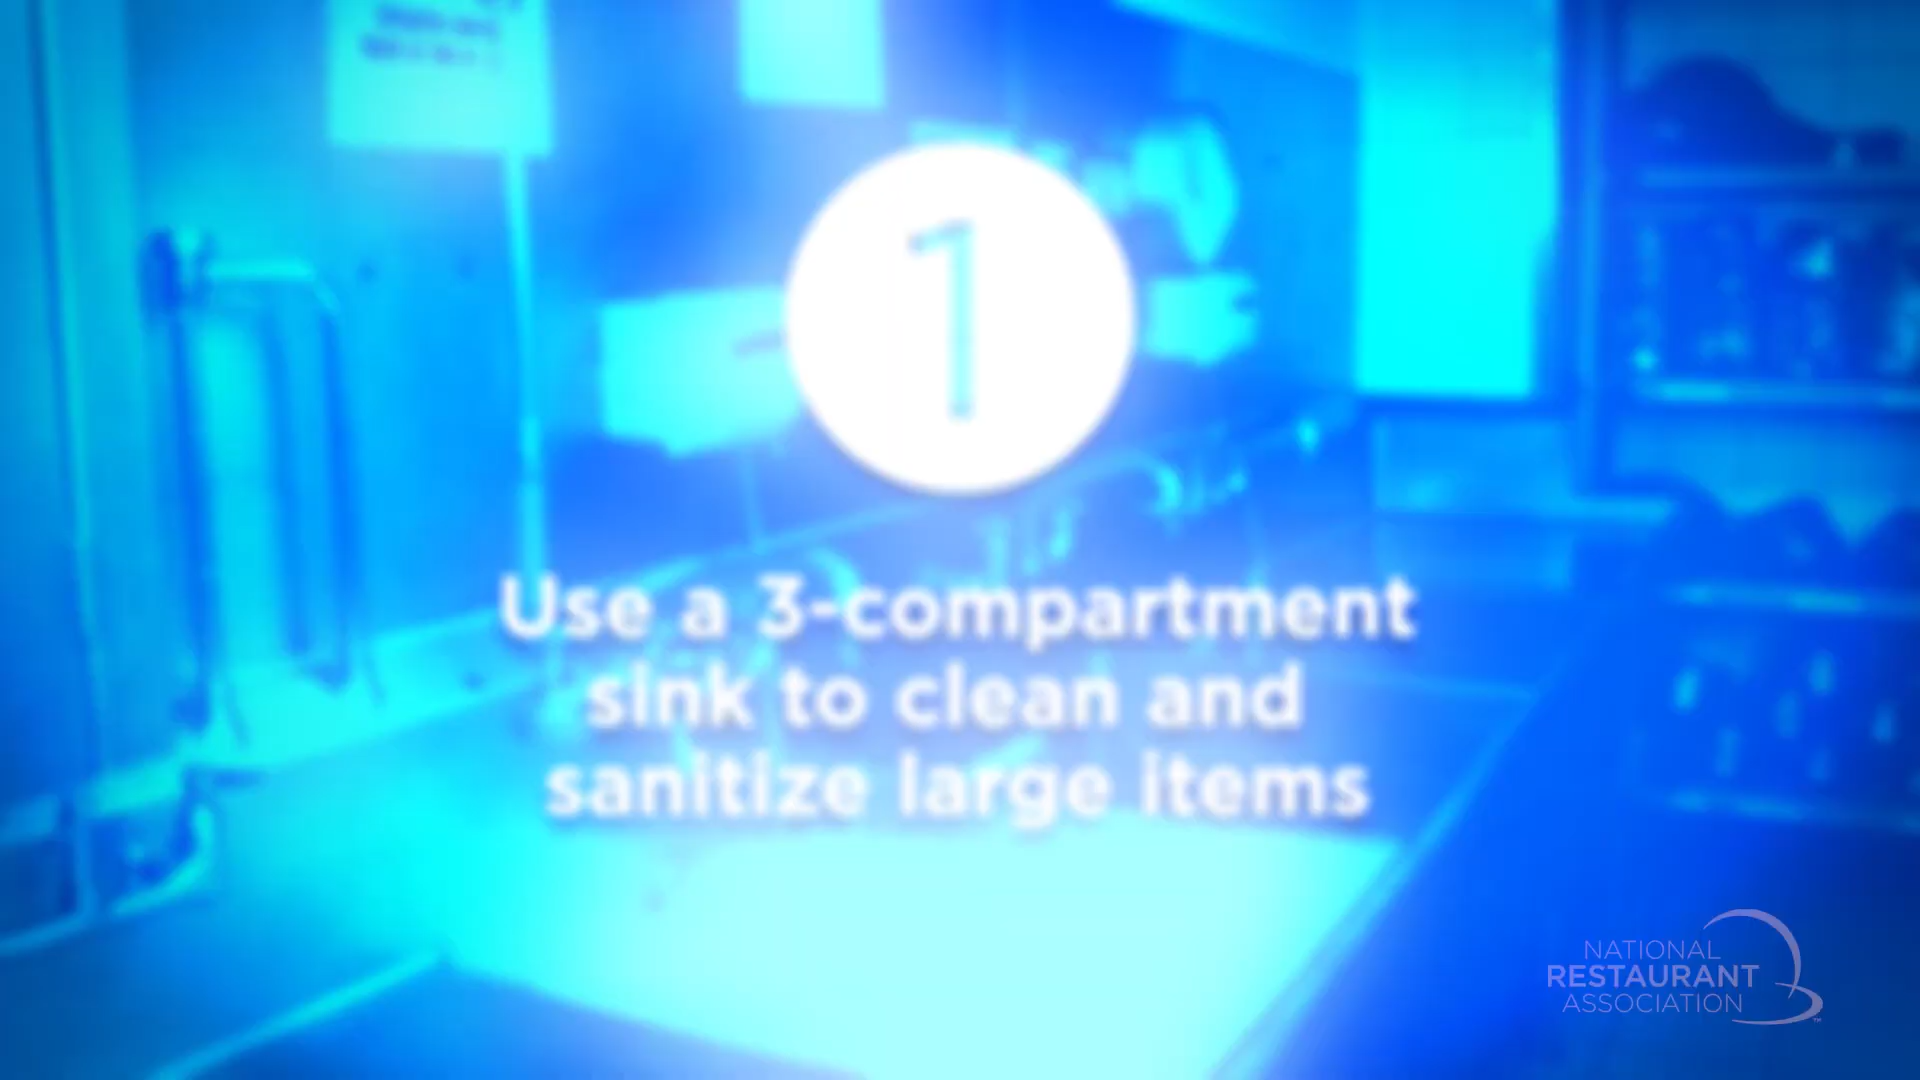 1
Use a 3-compartment
sink to clean and
sanitize large items
NATIONAL
RESTAURANT
ASSOCIATION